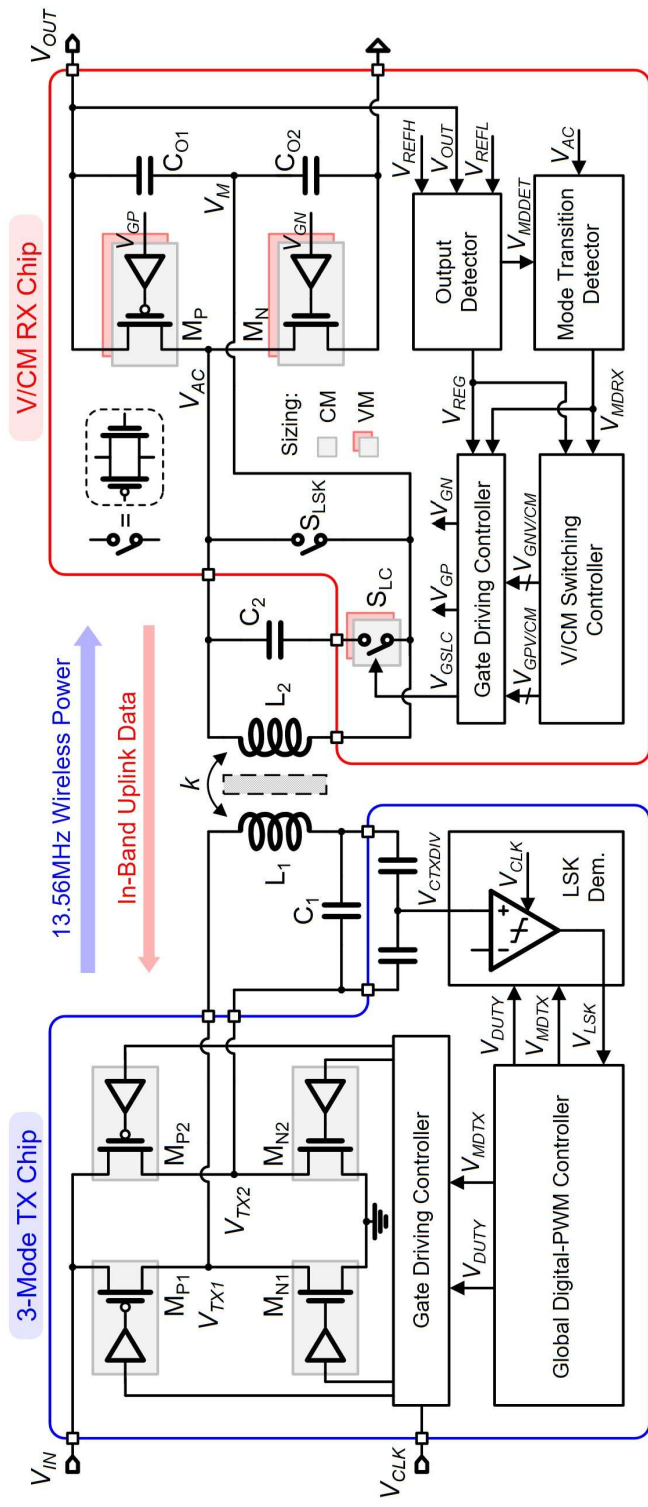 3-Mode TX Chip
13.56MHz Wireless Power
In-Band Uplink Data
V/CM RX Chip
VIN
MP1
MP2
VTX1
VTX2
MN1
MN2
Gate Driving Controller
VCLK
VDUTY
VMDTX
Global Digital-PWM Controller
VDUTY
VMDTX
VLSK
VCTXDIV
VCLK
LSK
Dem.
C1
L1
k
L2
C2
SLC
SLSK
=
VAC
MP
VGP
MN
VGN
CO1
VM
CO2
VOUT
Sizing:
CM
VM
VGSLC
VGP
VGN
Gate Driving Controller
VGPV/CM
VGNV/CM
V/CM Switching
Controller
VREG
VMDRX
Output
Detector
VREFH
VOUT
VREFL
VMDDET
Mode Transition
Detector
VAC